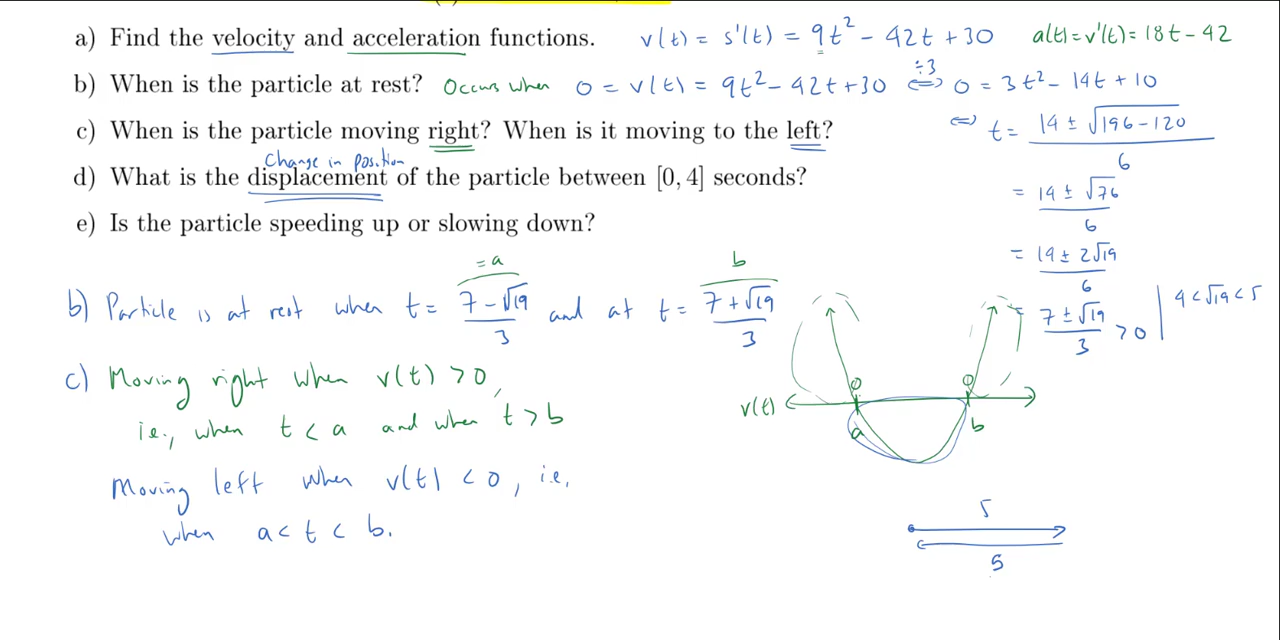 a) Find the velocity and acceleration functions. v(t) = s'(t) = 9t² - 42t + 30 a(t) = v'(t) = 18t - 42
b) When is the particle at rest? Occurs when 0 = v(t) = 9t² - 42t + 30 ⟺ ÷3 0 = 3t² - 14t + 10
c) When is the particle moving right? When is it moving to the left? ⟺ t = (14 ± √(196 - 120))/6
Change in position
d) What is the displacement of the particle between [0, 4] seconds?
= (14 ± √76)/6
e) Is the particle speeding up or slowing down?
= (14 ± 2√19)/6
= a b
b) Particle is at rest when t = (7 - √19)/3 and at t = (7 + √19)/3
= (7 ± √19)/3 > 0 | 4 < √19 < 5
c) Moving right when v(t) > 0,
i.e., when t < a and when t > b
0 0
v(t)
a b
Moving left when v(t) < 0, i.e.
when a < t < b.
5
5